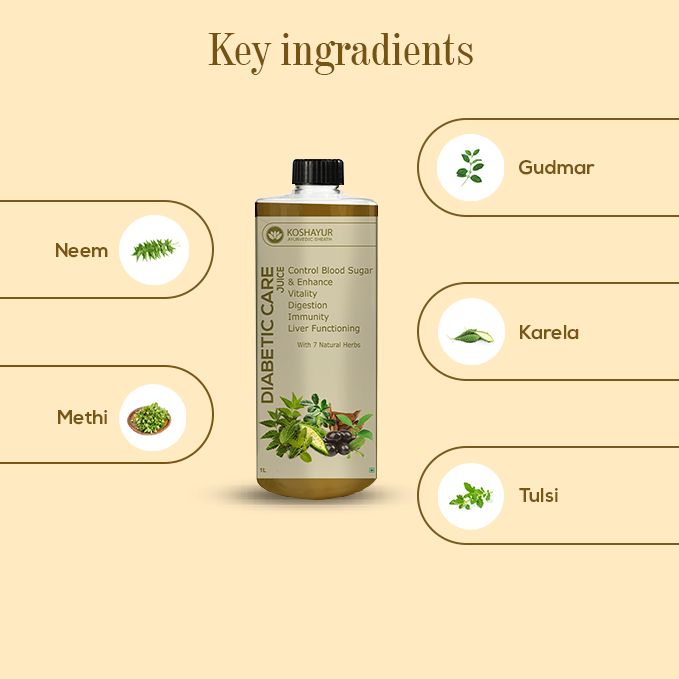 Key ingradients
Gudmar
Neem
Karela
Methi
Tulsi
KOSHAYUR
AYURVEDIC SHEATH
DIABETIC CARE
JUICE
Control Blood Sugar
& Enhance
Vitality
Digestion
Immunity
Liver Functioning
With 7 Natural Herbs
1L